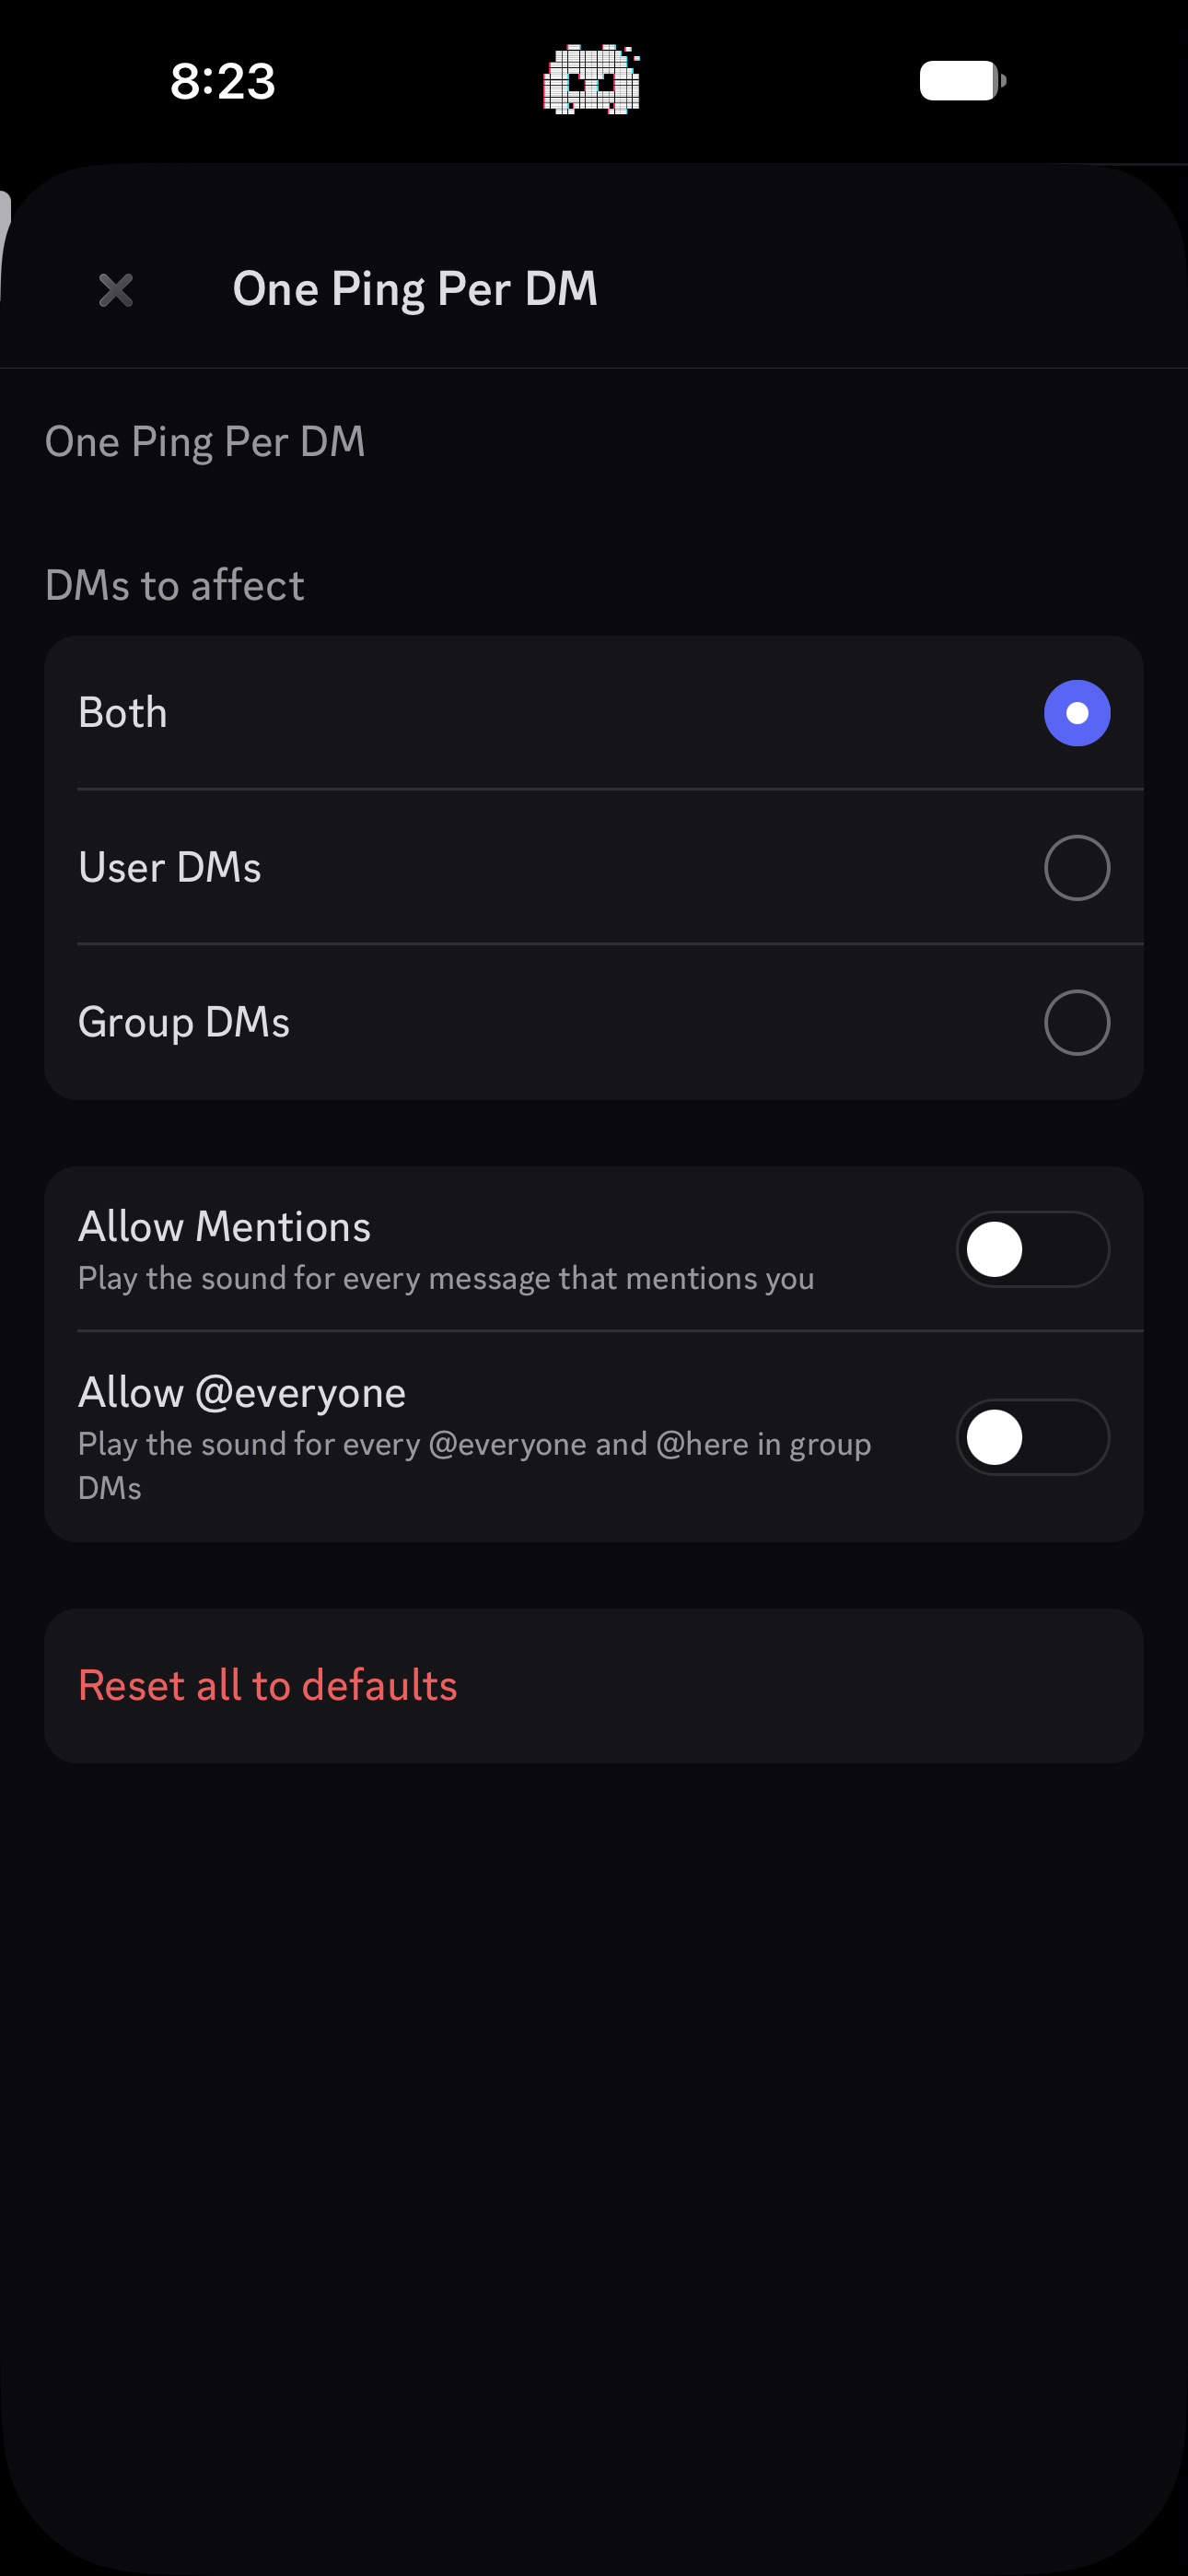 8:23
One Ping Per DM
One Ping Per DM
DMs to affect
Both
User DMs
Group DMs
Allow Mentions
Play the sound for every message that mentions you
Allow @everyone
Play the sound for every @everyone and @here in group
DMs
Reset all to defaults